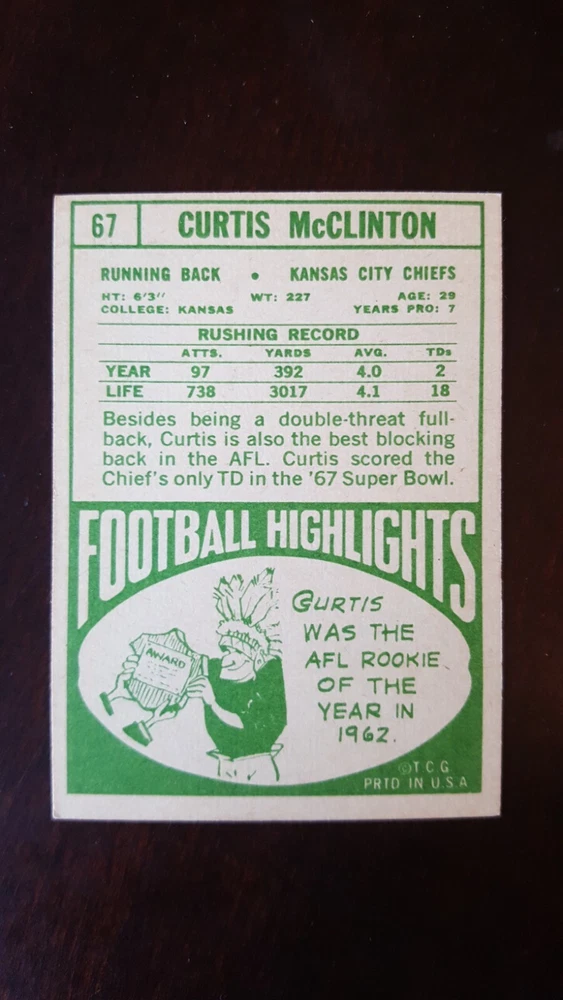 67 CURTIS McCLINTON
RUNNING BACK • KANSAS CITY CHIEFS
HT: 6'3" WT: 227 AGE: 29
COLLEGE: KANSAS YEARS PRO: 7
RUSHING RECORD
ATTS. YARDS AVG. TDs
YEAR 97 392 4.0 2
LIFE 738 3017 4.1 18
Besides being a double-threat full-
back, Curtis is also the best blocking
back in the AFL. Curtis scored the
Chief's only TD in the '67 Super Bowl.
FOOTBALL HIGHLIGHTS
AWARD
CURTIS
WAS THE
AFL ROOKIE
OF THE
YEAR IN
1962.
©T.C.G.
PRTD IN U.S.A